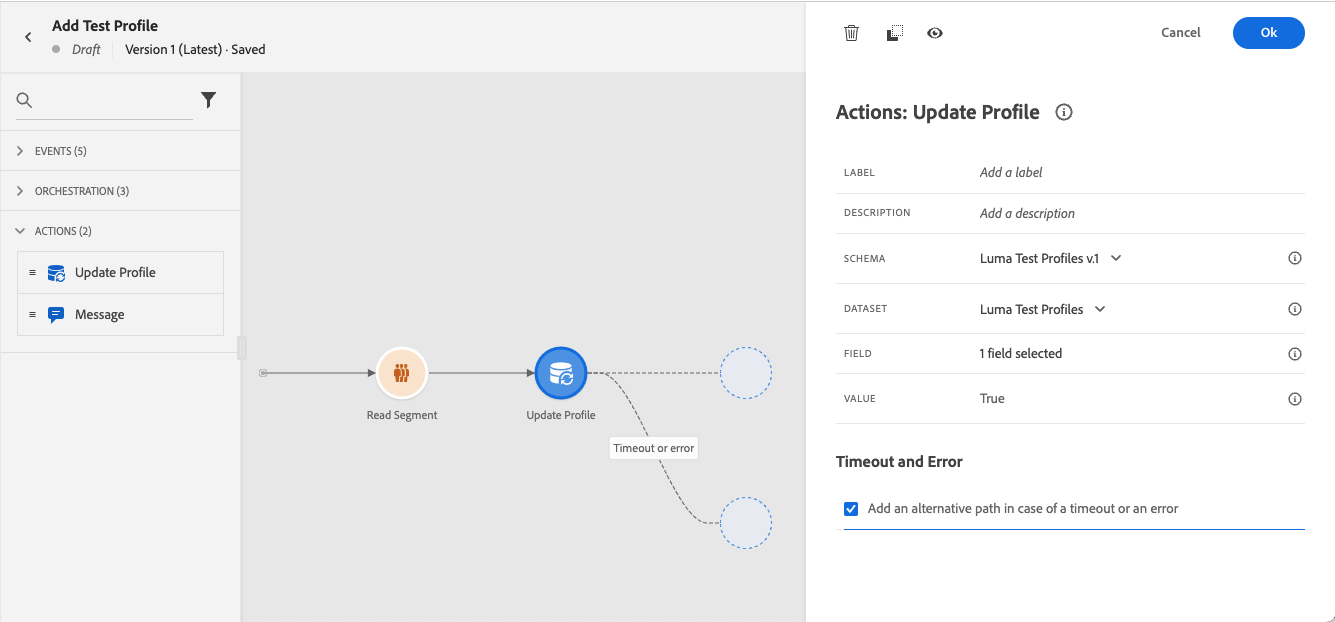 Add Test Profile
Draft
Version 1 (Latest) · Saved
EVENTS (5)
ORCHESTRATION (3)
ACTIONS (2)
Update Profile
Message
Read Segment
Update Profile
Timeout or error
Cancel
Ok
Actions: Update Profile
LABEL Add a label
DESCRIPTION Add a description
SCHEMA Luma Test Profiles v.1
DATASET Luma Test Profiles
FIELD 1 field selected
VALUE True
Timeout and Error
Add an alternative path in case of a timeout or an error